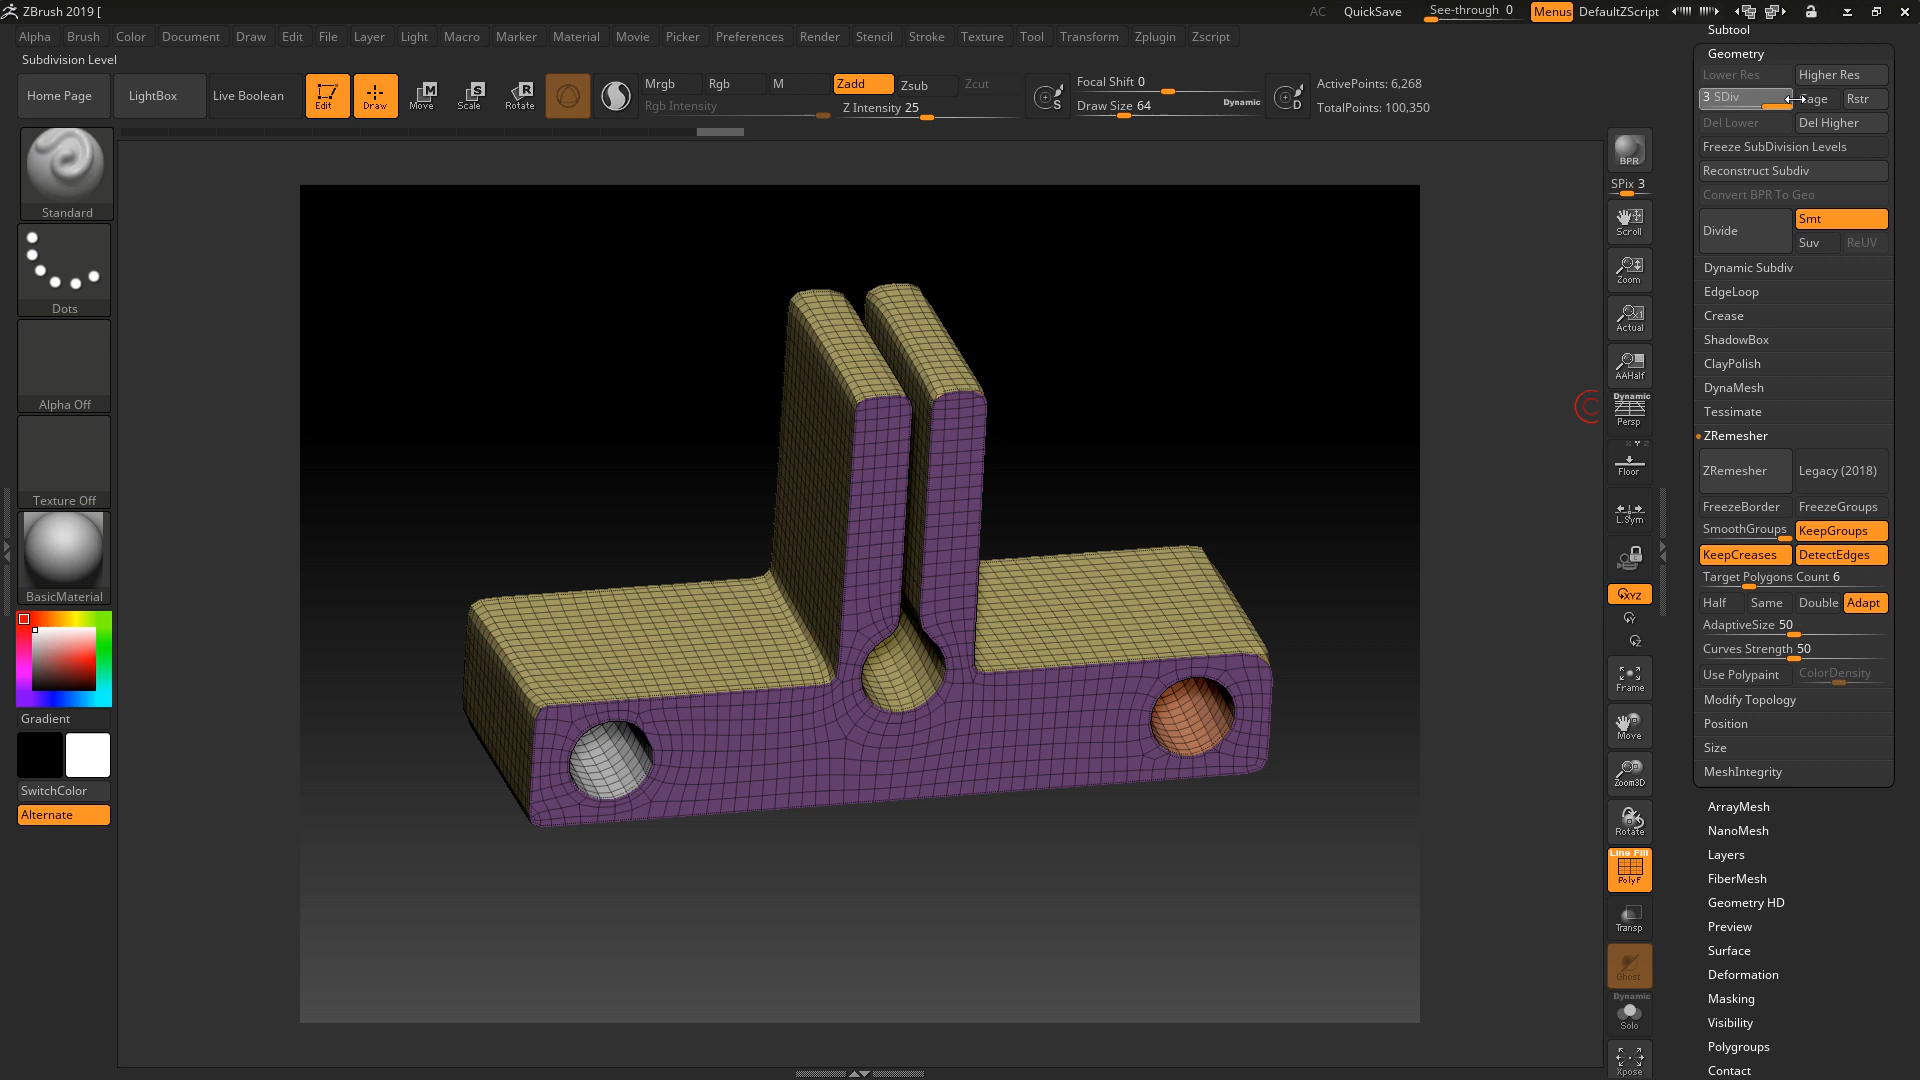 ZBrush 2019 [
AC QuickSave See-through 0 Menus DefaultZScript
Alpha Brush Color Document Draw Edit File Layer Light Macro Marker Material Movie Picker Preferences Render Stencil Stroke Texture Tool Transform Zplugin Zscript
Subdivision Level
Home Page LightBox Live Boolean Edit Draw Move Scale Rotate
Mrgb Rgb M Zadd Zsub Zcut
Rgb Intensity Z Intensity 25
S Focal Shift 0
Draw Size 64 Dynamic
D ActivePoints: 6,268
TotalPoints: 100,350
Standard
Dots
Alpha Off
Texture Off
BasicMaterial
Gradient
SwitchColor
Alternate
BPR
SPix 3
Scroll
Zoom
Actual
AAHalf
Dynamic
Persp
Floor
L.Sym
XYZ
Frame
Move
Zoom3D
Rotate
Line Fill
PolyF
Transp
Ghost
Dynamic
Solo
Xpose
Subtool
Geometry
Lower Res Higher Res
3 SDiv Cage Rstr
Del Lower Del Higher
Freeze SubDivision Levels
Reconstruct Subdiv
Convert BPR To Geo
Divide Smt
Suv ReUV
Dynamic Subdiv
EdgeLoop
Crease
ShadowBox
ClayPolish
DynaMesh
Tessimate
ZRemesher
ZRemesher Legacy (2018)
FreezeBorder FreezeGroups
SmoothGroups KeepGroups
KeepCreases DetectEdges
Target Polygons Count 6
Half Same Double Adapt
AdaptiveSize 50
Curves Strength 50
Use Polypaint ColorDensity
Modify Topology
Position
Size
MeshIntegrity
ArrayMesh
NanoMesh
Layers
FiberMesh
Geometry HD
Preview
Surface
Deformation
Masking
Visibility
Polygroups
Contact